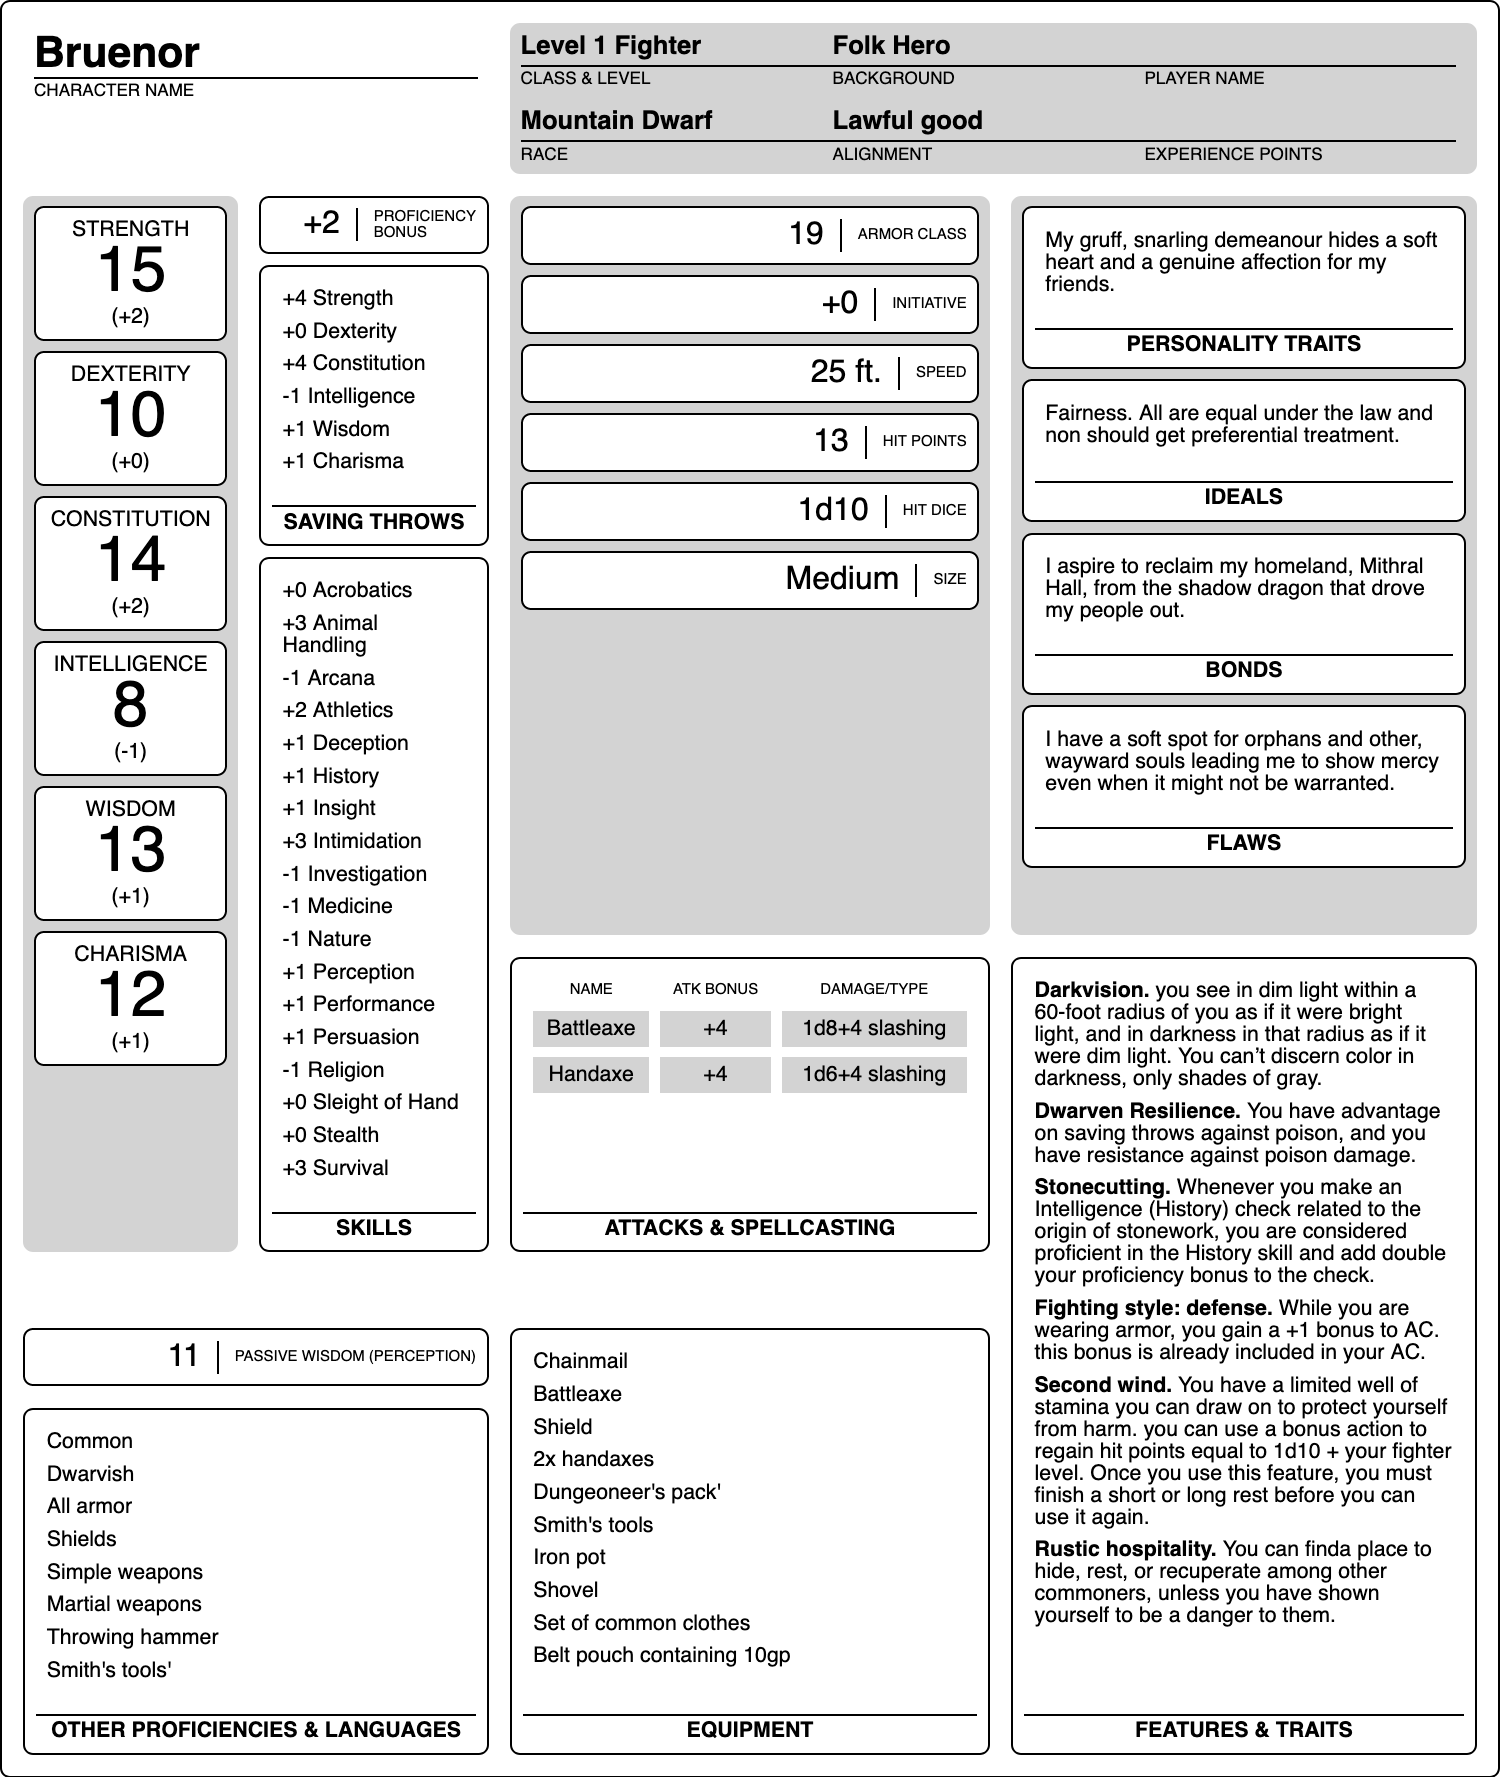 Bruenor
CHARACTER NAME
Level 1 Fighter
Folk Hero
CLASS & LEVEL
BACKGROUND
PLAYER NAME
Mountain Dwarf
Lawful good
RACE
ALIGNMENT
EXPERIENCE POINTS
STRENGTH
15
(+2)
DEXTERITY
10
(+0)
CONSTITUTION
14
(+2)
INTELLIGENCE
8
(-1)
WISDOM
13
(+1)
CHARISMA
12
(+1)
+2
PROFICIENCY
BONUS
+4 Strength
+0 Dexterity
+4 Constitution
-1 Intelligence
+1 Wisdom
+1 Charisma
SAVING THROWS
+0 Acrobatics
+3 Animal
Handling
-1 Arcana
+2 Athletics
+1 Deception
+1 History
+1 Insight
+3 Intimidation
-1 Investigation
-1 Medicine
-1 Nature
+1 Perception
+1 Performance
+1 Persuasion
-1 Religion
+0 Sleight of Hand
+0 Stealth
+3 Survival
SKILLS
19 ARMOR CLASS
+0 INITIATIVE
25 ft. SPEED
13 HIT POINTS
1d10 HIT DICE
Medium SIZE
My gruff, snarling demeanour hides a soft
heart and a genuine affection for my
friends.
PERSONALITY TRAITS
Fairness. All are equal under the law and
non should get preferential treatment.
IDEALS
I aspire to reclaim my homeland, Mithral
Hall, from the shadow dragon that drove
my people out.
BONDS
I have a soft spot for orphans and other,
wayward souls leading me to show mercy
even when it might not be warranted.
FLAWS
NAME ATK BONUS DAMAGE/TYPE
Battleaxe +4 1d8+4 slashing
Handaxe +4 1d6+4 slashing
ATTACKS & SPELLCASTING
Darkvision. you see in dim light within a
60-foot radius of you as if it were bright
light, and in darkness in that radius as if it
were dim light. You can’t discern color in
darkness, only shades of gray.
Dwarven Resilience. You have advantage
on saving throws against poison, and you
have resistance against poison damage.
Stonecutting. Whenever you make an
Intelligence (History) check related to the
origin of stonework, you are considered
proficient in the History skill and add double
your proficiency bonus to the check.
Fighting style: defense. While you are
wearing armor, you gain a +1 bonus to AC.
this bonus is already included in your AC.
Second wind. You have a limited well of
stamina you can draw on to protect yourself
from harm. you can use a bonus action to
regain hit points equal to 1d10 + your fighter
level. Once you use this feature, you must
finish a short or long rest before you can
use it again.
Rustic hospitality. You can finda place to
hide, rest, or recuperate among other
commoners, unless you have shown
yourself to be a danger to them.
FEATURES & TRAITS
11 PASSIVE WISDOM (PERCEPTION)
Common
Dwarvish
All armor
Shields
Simple weapons
Martial weapons
Throwing hammer
Smith's tools'
OTHER PROFICIENCIES & LANGUAGES
Chainmail
Battleaxe
Shield
2x handaxes
Dungeoneer's pack'
Smith's tools
Iron pot
Shovel
Set of common clothes
Belt pouch containing 10gp
EQUIPMENT